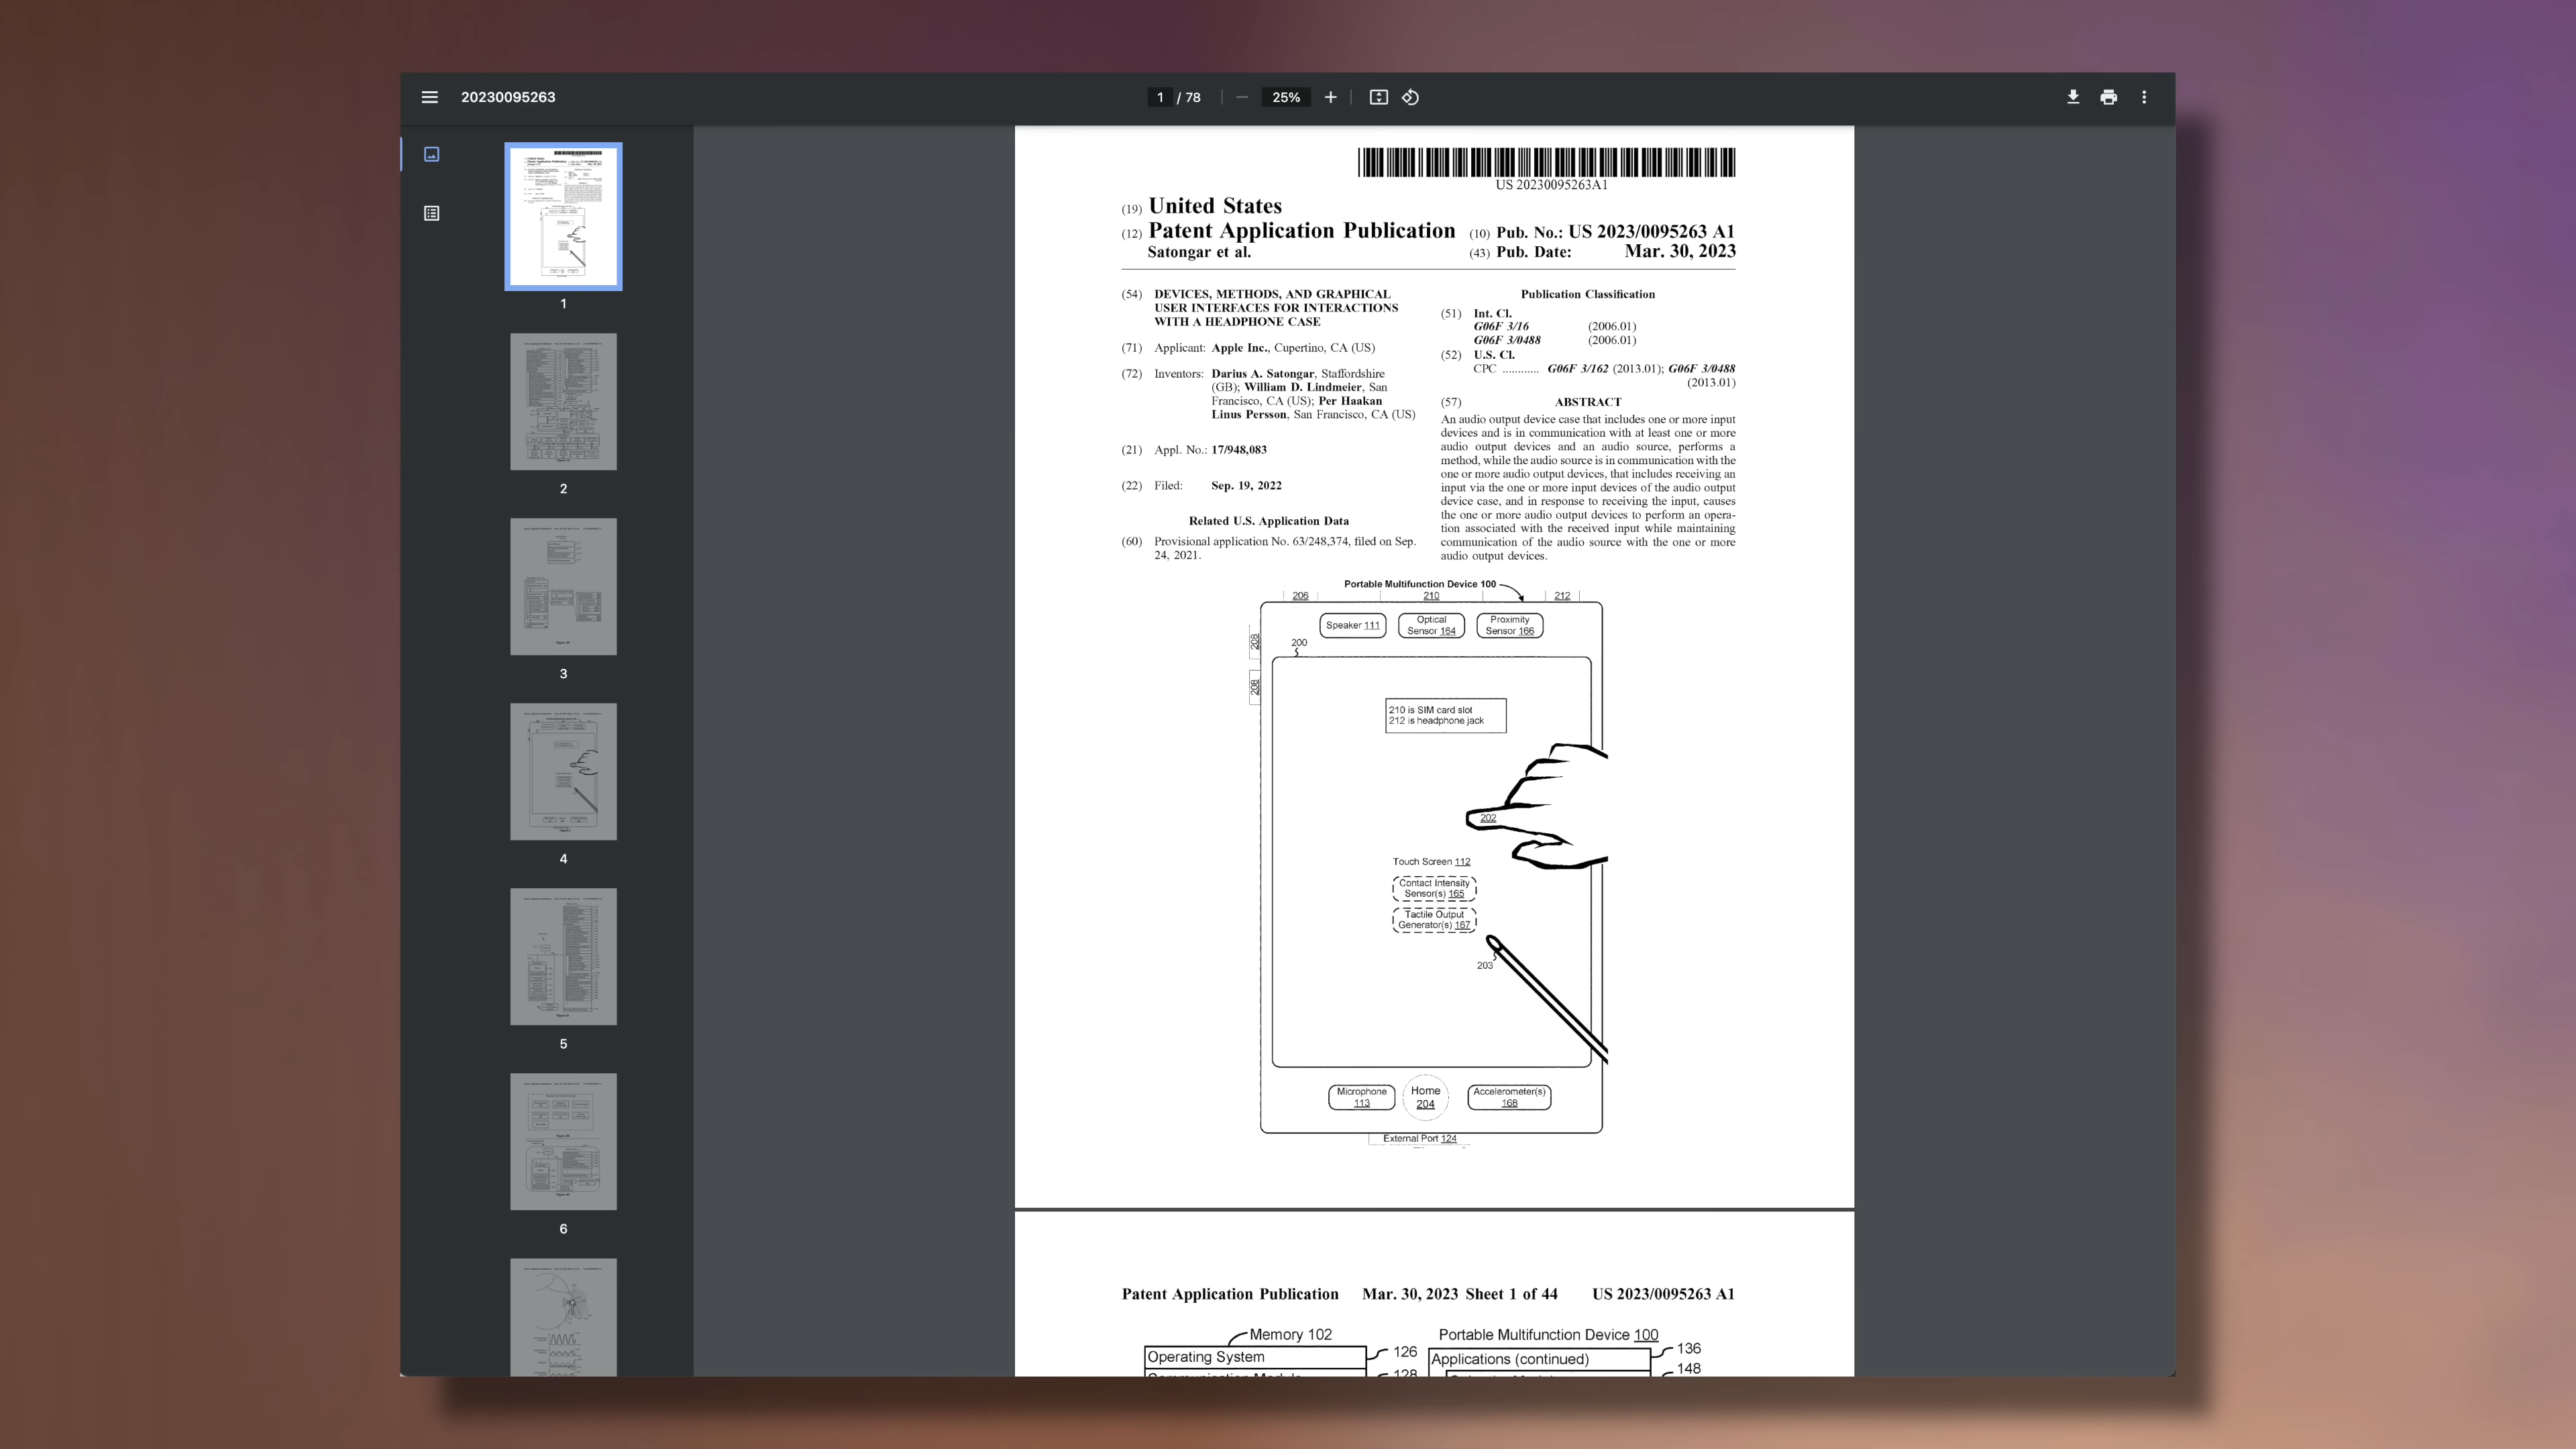 20230095263
1 / 78
25%
1
2
3
4
5
6
US 20230095263A1
(19) United States
(12) Patent Application Publication
Satongar et al.
(10) Pub. No.: US 2023/0095263 A1
(43) Pub. Date: Mar. 30, 2023
(54) DEVICES, METHODS, AND GRAPHICAL
USER INTERFACES FOR INTERACTIONS
WITH A HEADPHONE CASE
(71) Applicant: Apple Inc., Cupertino, CA (US)
(72) Inventors: Darius A. Satongar, Staffordshire
(GB); William D. Lindmeier, San
Francisco, CA (US); Per Haakan
Linus Persson, San Francisco, CA (US)
(21) Appl. No.: 17/948,083
(22) Filed: Sep. 19, 2022
Related U.S. Application Data
(60) Provisional application No. 63/248,374, filed on Sep.
24, 2021.
Publication Classification
(51) Int. Cl.
G06F 3/16 (2006.01)
G06F 3/0488 (2006.01)
(52) U.S. Cl.
CPC ........... G06F 3/162 (2013.01); G06F 3/0488
(2013.01)
(57) ABSTRACT
An audio output device case that includes one or more input
devices and is in communication with at least one or more
audio output devices and an audio source, performs a
method, while the audio source is in communication with the
one or more audio output devices, that includes receiving an
input via the one or more input devices of the audio output
device case, and in response to receiving the input, causes
the one or more audio output devices to perform an opera-
tion associated with the received input while maintaining
communication of the audio source with the one or more
audio output devices.
Portable Multifunction Device 100
206 210 212
Speaker 111
Optical
Sensor 164
Proximity
Sensor 166
208
200
208
210 is SIM card slot
212 is headphone jack
202
Touch Screen 112
Contact Intensity
Sensor(s) 165
Tactile Output
Generator(s) 167
203
Microphone
113
Home
204
Accelerometer(s)
168
External Port 124
Patent Application Publication Mar. 30, 2023 Sheet 1 of 44 US 2023/0095263 A1
Memory 102
Operating System
126
128
Portable Multifunction Device 100
136
Applications (continued)
148